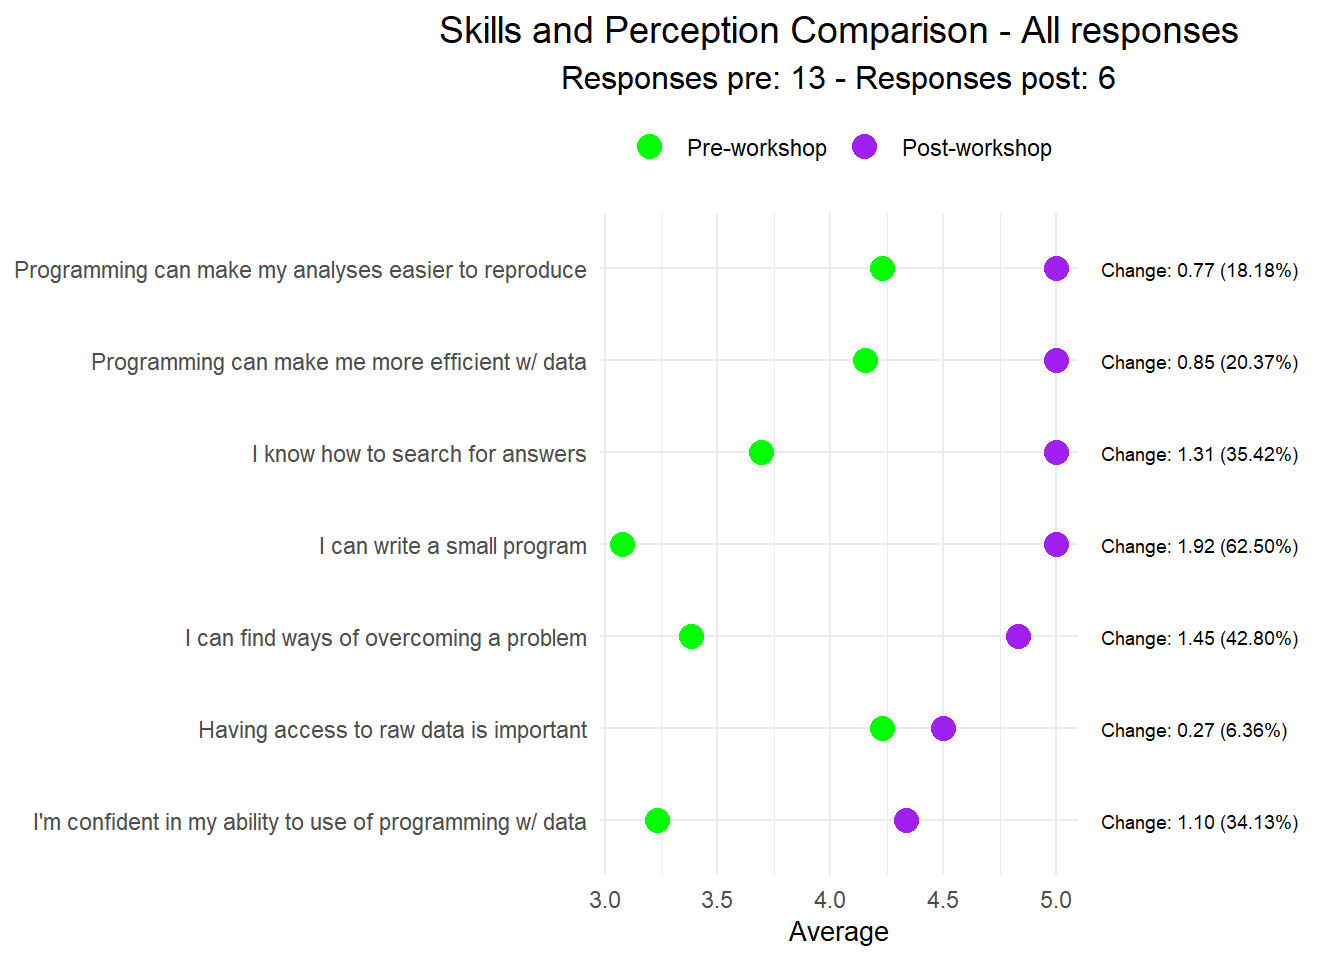 Skills and Perception Comparison - All responses
Responses pre: 13 - Responses post: 6
Pre-workshop Post-workshop
Programming can make my analyses easier to reproduce Change: 0.77 (18.18%)
Programming can make me more efficient w/ data Change: 0.85 (20.37%)
I know how to search for answers Change: 1.31 (35.42%)
I can write a small program Change: 1.92 (62.50%)
I can find ways of overcoming a problem Change: 1.45 (42.80%)
Having access to raw data is important Change: 0.27 (6.36%)
I'm confident in my ability to use of programming w/ data Change: 1.10 (34.13%)
3.0 3.5 4.0 4.5 5.0
Average